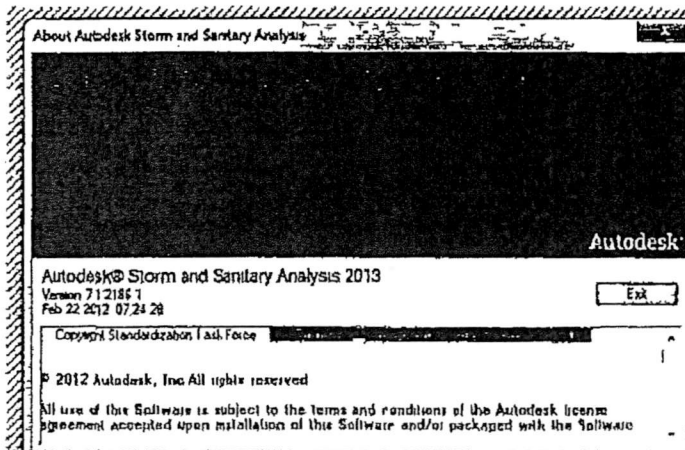 About Autodesk Storm and Sanitary Analysis
X
Autodesk
Autodesk® Storm and Sanitary Analysis 2013
Version 7.1.2186.1
Feb 22 2012 07:24:28
Exit
Copyright Standardization Task Force
© 2012 Autodesk, Inc All rights reserved
All use of this Software is subject to the terms and conditions of the Autodesk license
agreement accepted upon installation of this Software and/or packaged with the Software